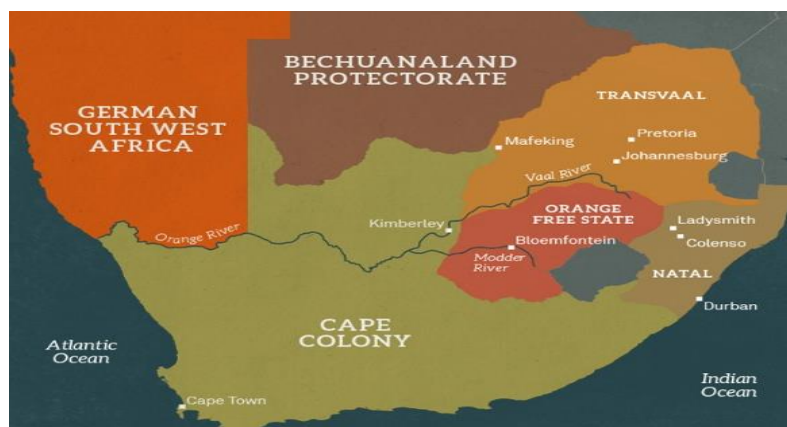 BECHUANALAND
PROTECTORATE
GERMAN
SOUTH WEST
AFRICA
TRANSVAAL
Pretoria
Mafeking
Johannesburg
Vaal River
ORANGE
FREE STATE
Kimberley
Ladysmith
Orange River
Bloemfontein
Colenso
Modder
River
NATAL
Durban
CAPE
COLONY
Atlantic
Ocean
Indian
Ocean
Cape Town